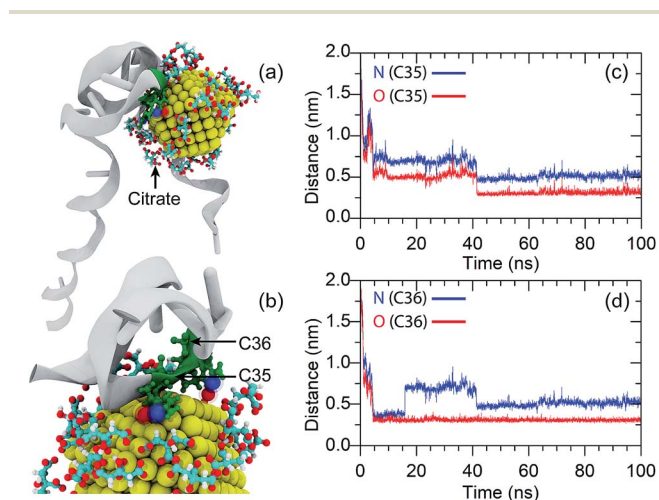 (a)
Citrate
(b)
C36
C35
(c)
N (C35)
O (C35)
Distance (nm)
2.0
1.5
1.0
0.5
0.0
0 20 40 60 80 100
Time (ns)
(d)
N (C36)
O (C36)
Distance (nm)
2.0
1.5
1.0
0.5
0.0
0 20 40 60 80 100
Time (ns)